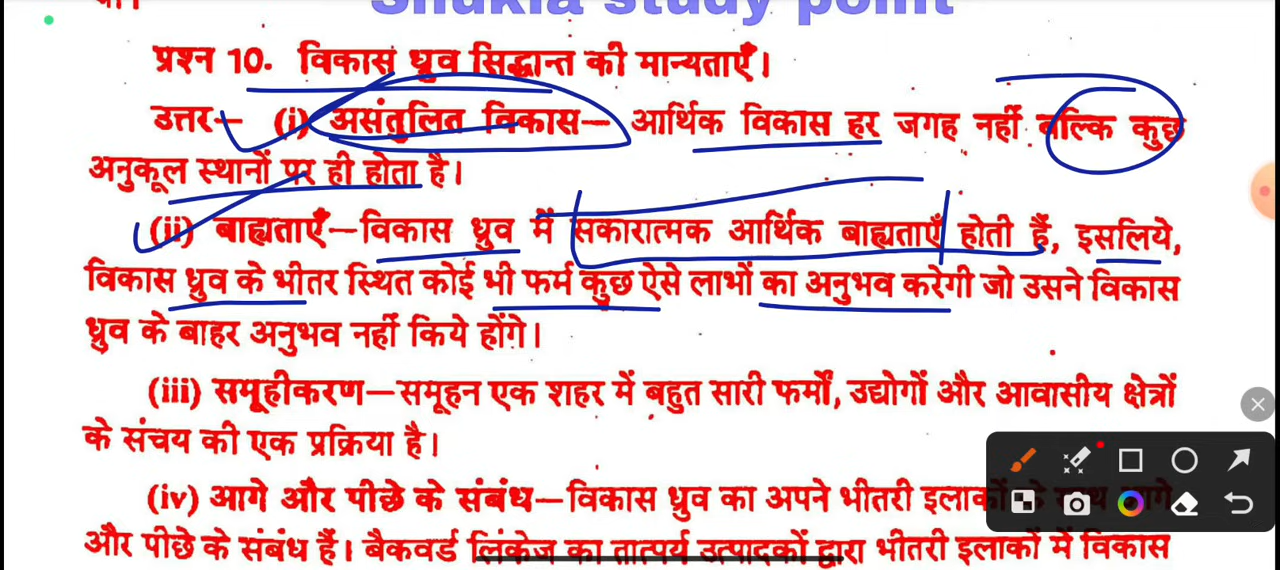 Shukla study point
प्रश्न 10. विकास ध्रुव सिद्धान्त की मान्यताएँ।
उत्तर– (i) असंतुलित विकास– आर्थिक विकास हर जगह नहीं बल्कि कुछ
अनुकूल स्थानों पर ही होता है।
(ii) बाह्यताएँ–विकास ध्रुव में सकारात्मक आर्थिक बाह्यताएँ होती हैं, इसलिये,
विकास ध्रुव के भीतर स्थित कोई भी फर्म कुछ ऐसे लाभों का अनुभव करेगी जो उसने विकास
ध्रुव के बाहर अनुभव नहीं किये होंगे।
(iii) समूहीकरण–समूहन एक शहर में बहुत सारी फर्मों, उद्योगों और आवासीय क्षेत्रों
के संचय की एक प्रक्रिया है।
(iv) आगे और पीछे के संबंध–विकास ध्रुव का अपने भीतरी इलाकों के साथ आगे
और पीछे के संबंध हैं। बैकवर्ड लिंकेज का तात्पर्य उत्पादकों द्वारा भीतरी इलाकों में विकास